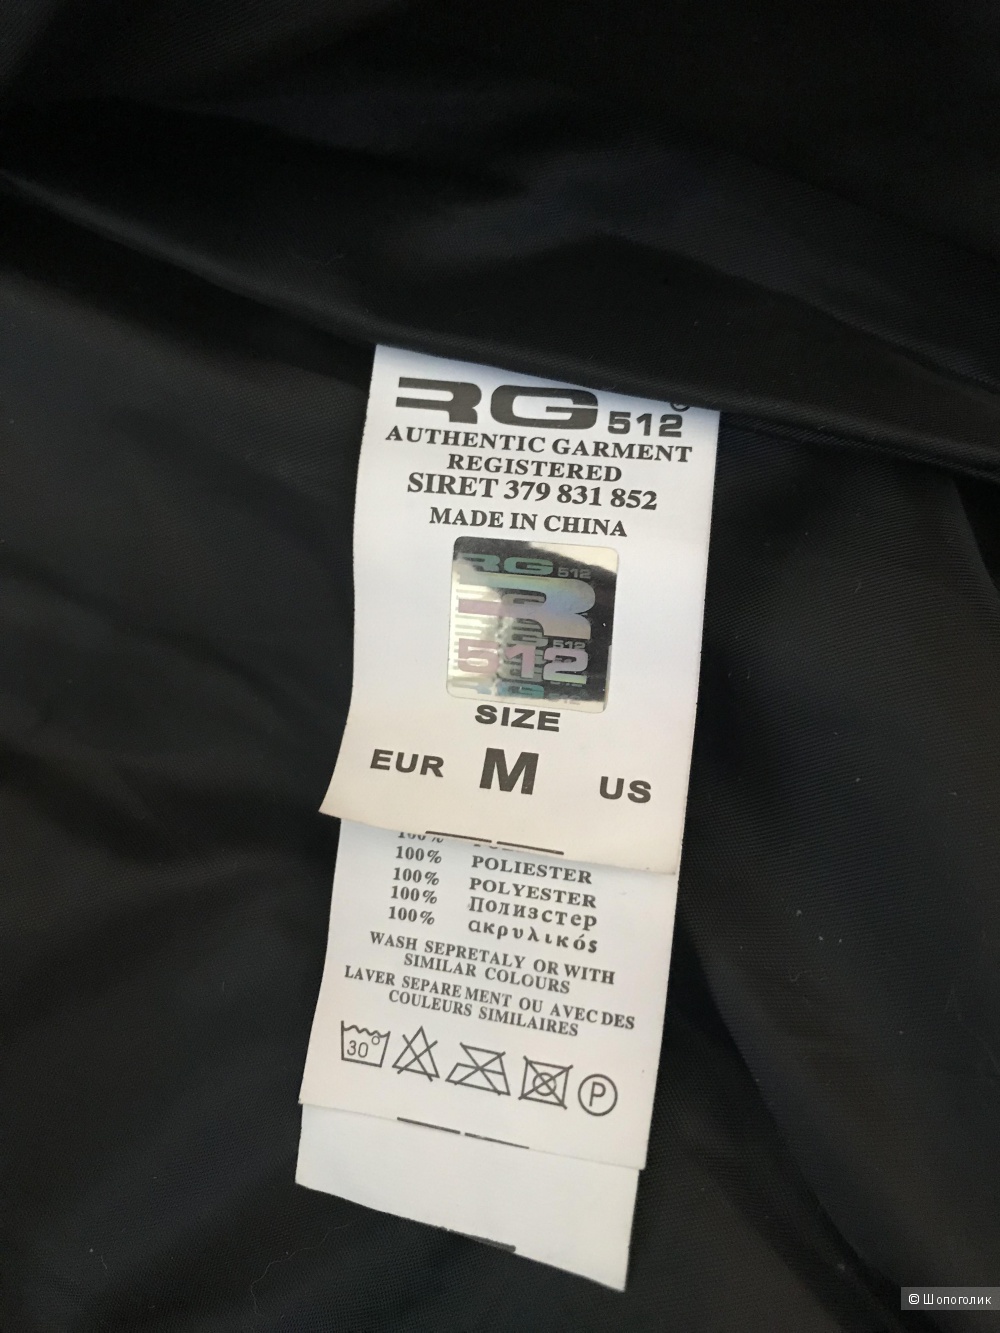 RG 512
AUTHENTIC GARMENT
REGISTERED
SIRET 379 831 852
MADE IN CHINA
RG 512
R
512
SIZE
EUR M US
100%
100% POLIESTER
100% POLYESTER
100% полиэстер
100% ακρυλικός
WASH SEPRETALY OR WITH
SIMILAR COLOURS
LAVER SEPARE MENT OU AVEC DES
COULEURS SIMILAIRES
30°
P
© Шопоголик